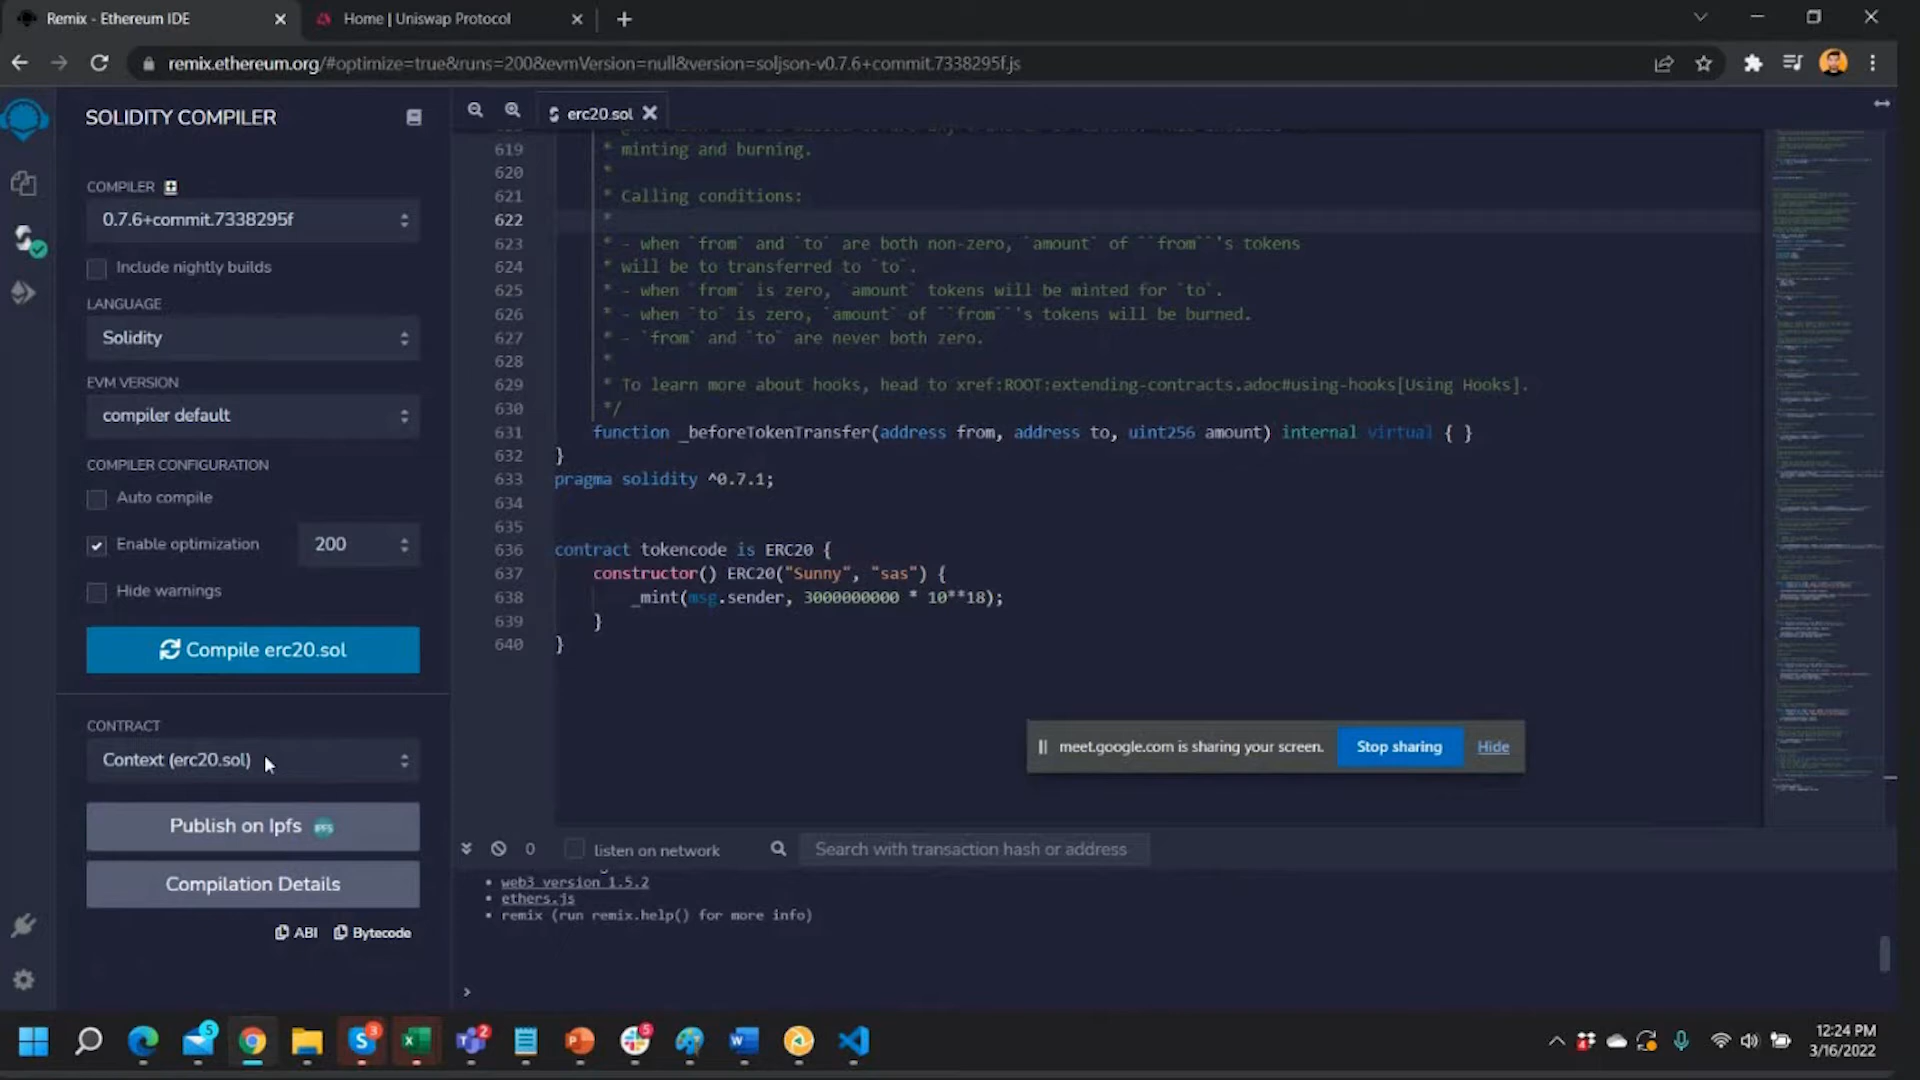 Remix - Ethereum IDE
Home | Uniswap Protocol
remix.ethereum.org/#optimize=true&runs=200&evmVersion=null&version=soljson-v0.7.6+commit.7338295f.js
SOLIDITY COMPILER
COMPILER
0.7.6+commit.7338295f
Include nightly builds
LANGUAGE
Solidity
EVM VERSION
compiler default
COMPILER CONFIGURATION
Auto compile
Enable optimization
200
Hide warnings
Compile erc20.sol
CONTRACT
Context (erc20.sol)
Publish on Ipfs
IPFS
Compilation Details
ABI
Bytecode
erc20.sol
619 * minting and burning.
620 *
621 * Calling conditions:
622 *
623 * - when `from` and `to` are both non-zero, `amount` of ``from``'s tokens
624 * will be to transferred to `to`.
625 * - when `from` is zero, `amount` tokens will be minted for `to`.
626 * - when `to` is zero, `amount` of ``from``'s tokens will be burned.
627 * - `from` and `to` are never both zero.
628 *
629 * To learn more about hooks, head to xref:ROOT:extending-contracts.adoc#using-hooks[Using Hooks].
630 */
631 function _beforeTokenTransfer(address from, address to, uint256 amount) internal virtual { }
632 }
633 pragma solidity ^0.7.1;
634
635
636 contract tokencode is ERC20 {
637 constructor() ERC20("Sunny", "sas") {
638 _mint(msg.sender, 3000000000 * 10**18);
639 }
640 }
meet.google.com is sharing your screen.
Stop sharing
Hide
0
listen on network
Search with transaction hash or address
• web3 version 1.5.2
• ethers.js
• remix (run remix.help() for more info)
>
5
3
2
5
4
12:24 PM
3/16/2022